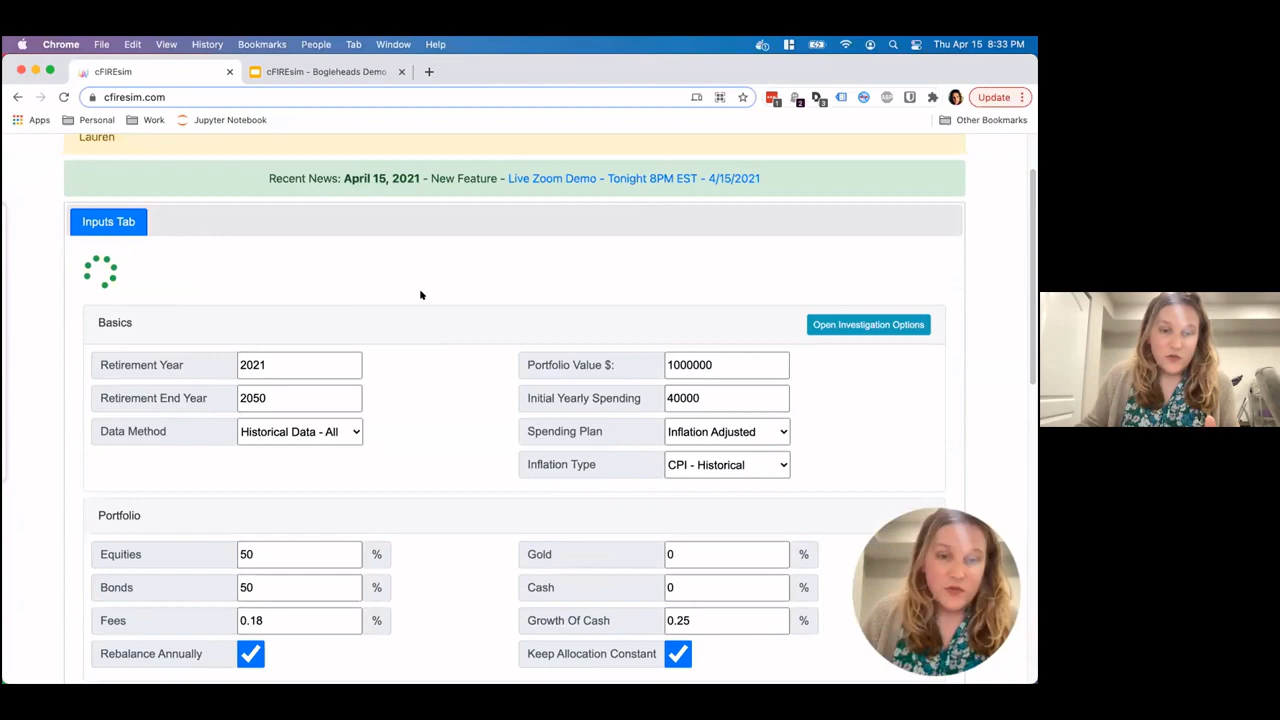 Chrome File Edit View History Bookmarks People Tab Window Help Thu Apr 15 8:33 PM
cFIREsim cFIREsim - Bogleheads Demo
cfiresim.com Update
Apps Personal Work Jupyter Notebook Other Bookmarks
Lauren
Recent News: April 15, 2021 - New Feature - Live Zoom Demo - Tonight 8PM EST - 4/15/2021
Inputs Tab
Basics Open Investigation Options
Retirement Year 2021 Portfolio Value $: 1000000
Retirement End Year 2050 Initial Yearly Spending 40000
Data Method Historical Data - All Spending Plan Inflation Adjusted
Inflation Type CPI - Historical
Portfolio
Equities 50 % Gold 0 %
Bonds 50 % Cash 0 %
Fees 0.18 % Growth Of Cash 0.25 %
Rebalance Annually Keep Allocation Constant